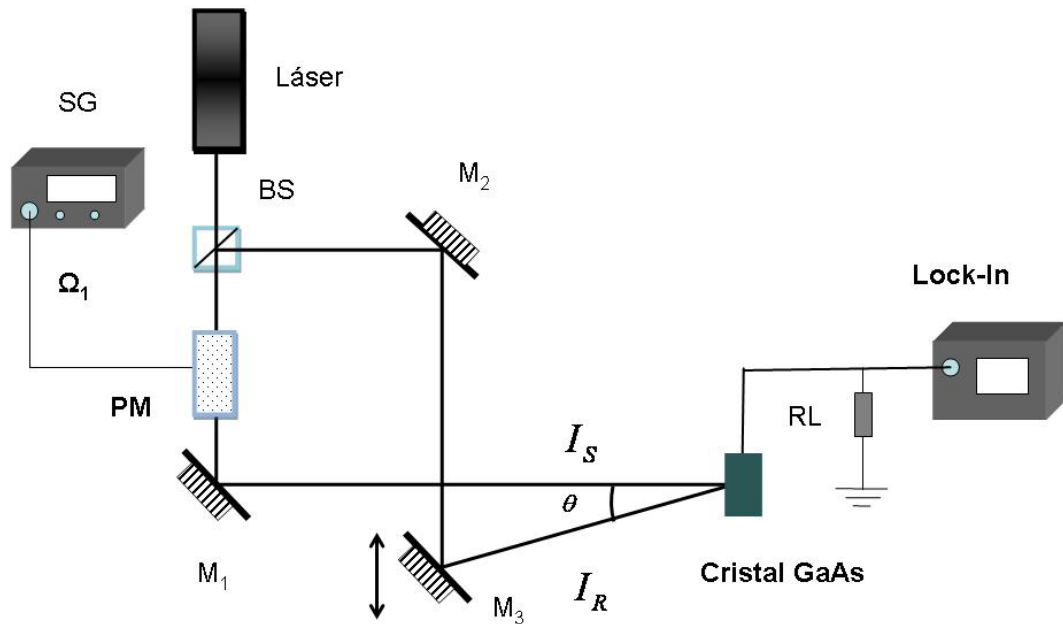 Láser
SG
BS
M2
Ω1
Lock-In
PM
RL
IS
θ
M1
M3
IR
Cristal GaAs